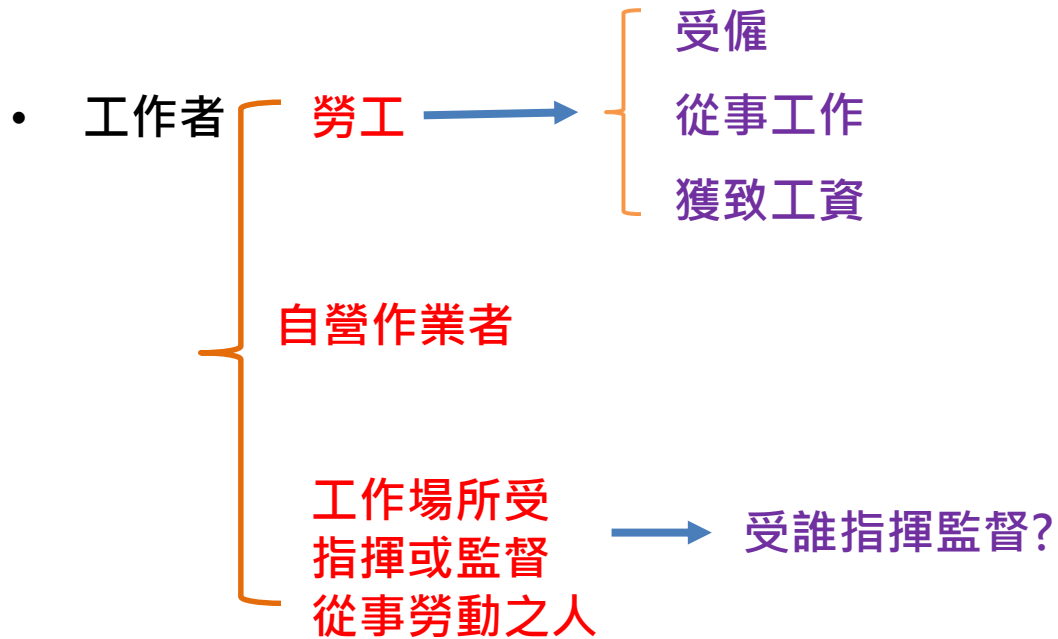 • 工作者
勞工
受僱
從事工作
獲致工資
自營作業者
工作場所受
指揮或監督
從事勞動之人
受誰指揮監督?